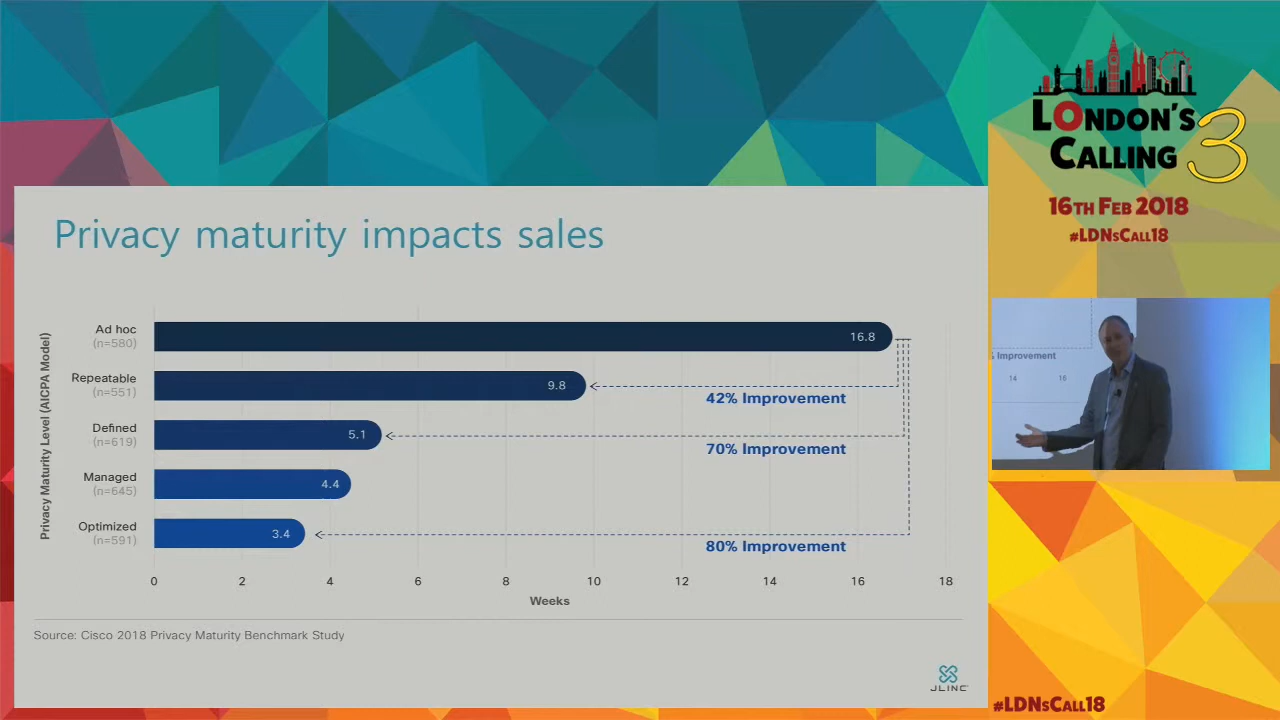 Privacy maturity impacts sales
Privacy Maturity Level (AICPA Model)
Ad hoc
(n=580)
16.8
Repeatable
(n=551)
9.8
42% Improvement
Defined
(n=619)
5.1
70% Improvement
Managed
(n=645)
4.4
Optimized
(n=591)
3.4
80% Improvement
0 2 4 6 8 10 12 14 16 18
Weeks
Source: Cisco 2018 Privacy Maturity Benchmark Study
JLINC
LONDON'S
CALLING 3
16TH FEB 2018
#LDNSCALL18
% Improvement
14 16
#LDNSCALL18